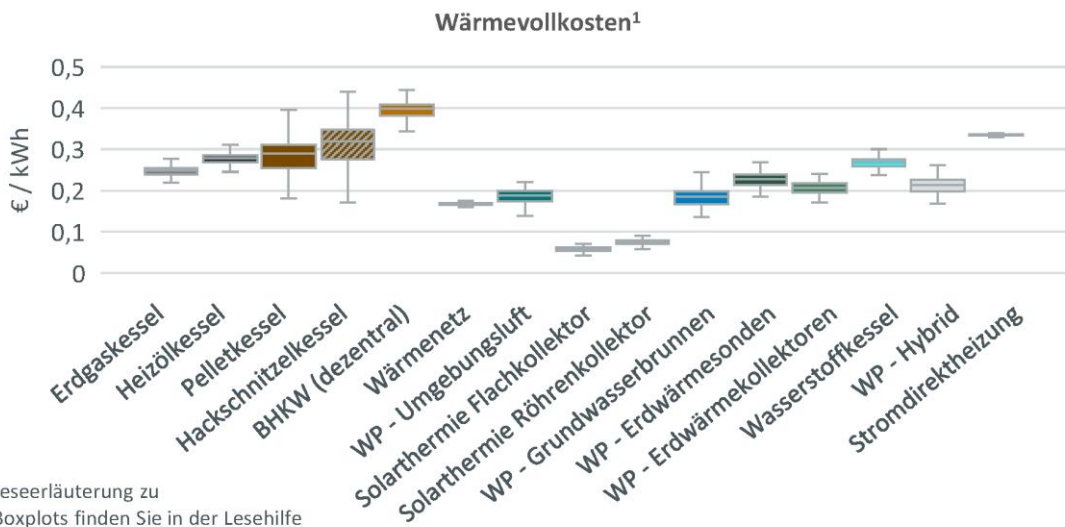 Wärmevollkosten¹
€ / kWh
0,5
0,4
0,3
0,2
0,1
0
Erdgaskessel
Heizölkessel
Pelletkessel
Hackschnitzelkessel
BHKW (dezentral)
Wärmenetz
WP - Umgebungsluft
Solarthermie Flachkollektor
Solarthermie Röhrenkollektor
WP - Grundwasserbrunnen
WP - Erdwärmesonden
WP - Erdwärmekollektoren
Wasserstoffkessel
WP - Hybrid
Stromdirektheizung
eseerläuterung zu
Boxplots finden Sie in der Lesehilfe